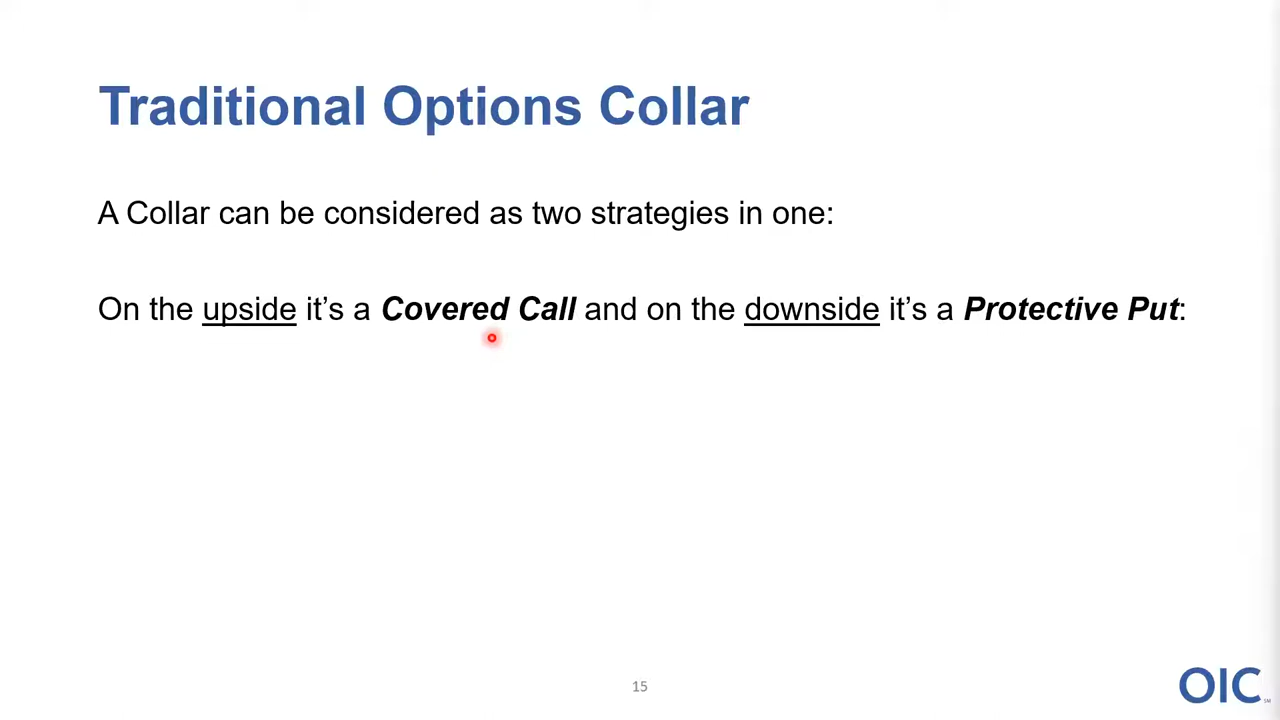 Traditional Options Collar
A Collar can be considered as two strategies in one:
On the upside it’s a Covered Call and on the downside it’s a Protective Put:
15
OIC℠